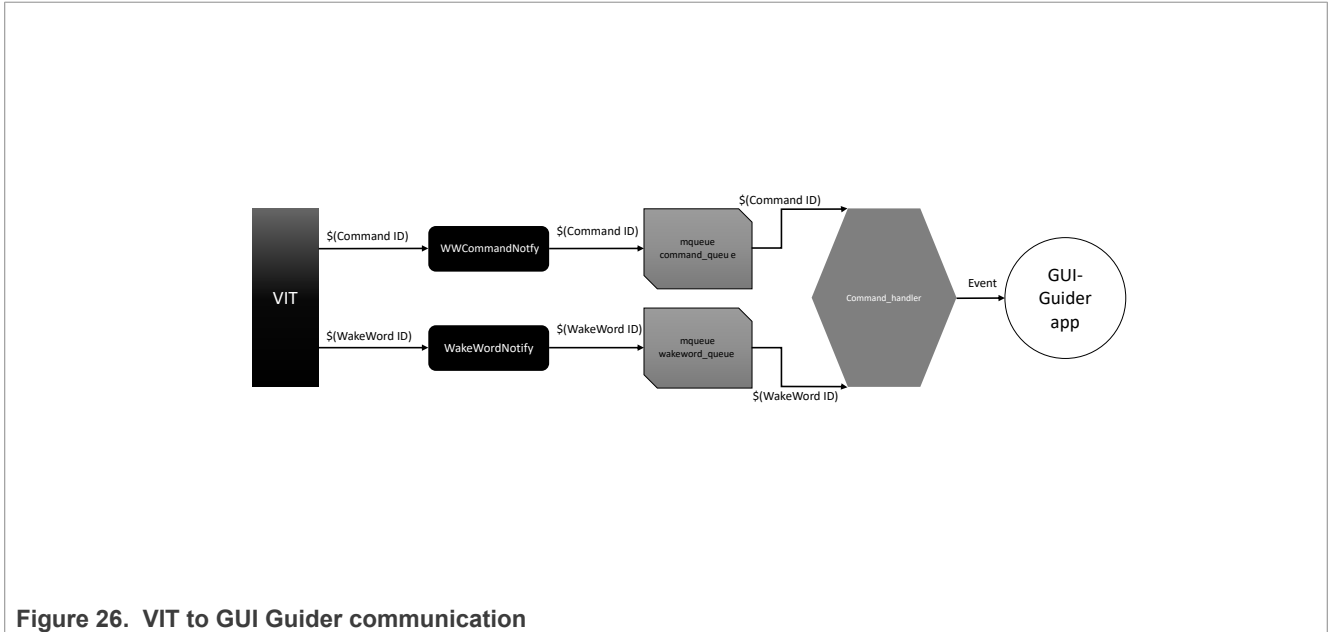 $(Command ID)
VIT
$(Command ID)
WWCommandNotfy
$(Command ID)
mqueue
command_queu e
$(WakeWord ID)
WakeWordNotify
$(WakeWord ID)
mqueue
wakeword_queue
$(WakeWord ID)
Command_handler
Event
GUI-
Guider
app
Figure 26. VIT to GUI Guider communication